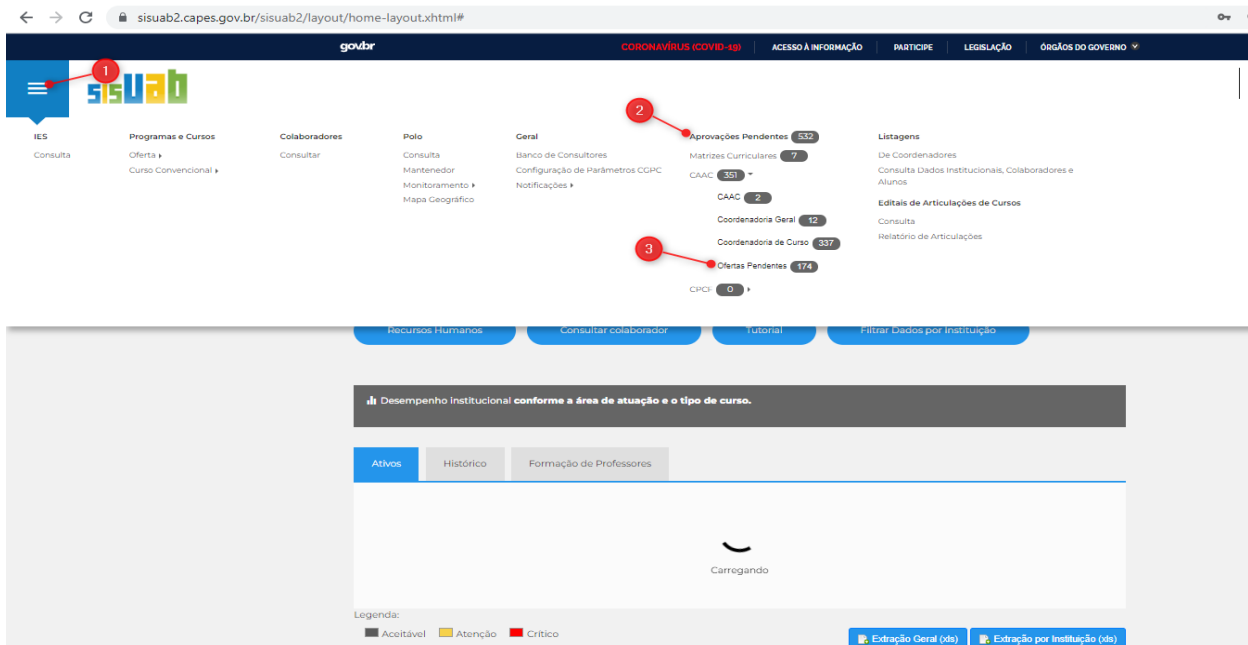 sisuab2.capes.gov.br/sisuab2/layout/home-layout.xhtml#
govbr
CORONAVÍRUS (COVID-19)
ACESSO À INFORMAÇÃO
PARTICIPE
LEGISLAÇÃO
ÓRGÃOS DO GOVERNO
1
sisUab
2
IES
Consulta
Programas e Cursos
Oferta
Curso Convencional
Colaboradores
Consultar
Polo
Consulta
Mantenedor
Monitoramento
Mapa Geográfico
Geral
Banco de Consultores
Configuração de Parâmetros CGPC
Notificações
Aprovações Pendentes 532
Matrizes Curriculares 7
CAAC 351
CAAC 2
Coordenadoria Geral 12
Coordenadoria de Curso 337
3
Ofertas Pendentes 174
CPCF 0
Listagens
De Coordenadores
Consulta Dados Institucionais, Colaboradores e
Alunos
Editais de Articulações de Cursos
Consulta
Relatório de Articulações
Recursos Humanos
Consultar colaborador
Tutorial
Filtrar Dados por Instituição
Desempenho institucional conforme a área de atuação e o tipo de curso.
Ativos
Histórico
Formação de Professores
Carregando
Legenda:
Aceitável
Atenção
Crítico
Extração Geral (xls)
Extração por Instituição (xls)